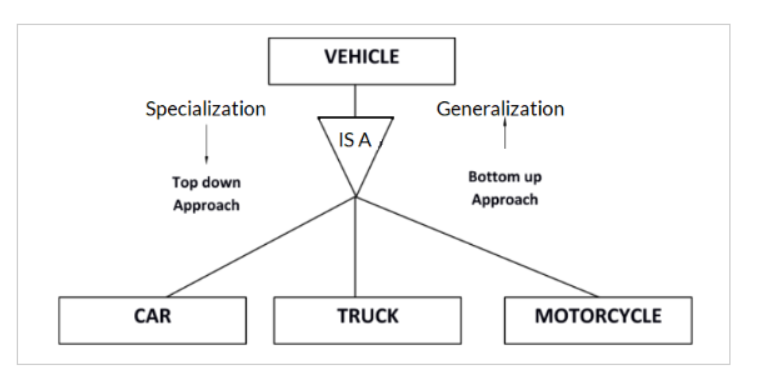 VEHICLE
Specialization
Generalization
IS A
Top down
Approach
Bottom up
Approach
CAR
TRUCK
MOTORCYCLE